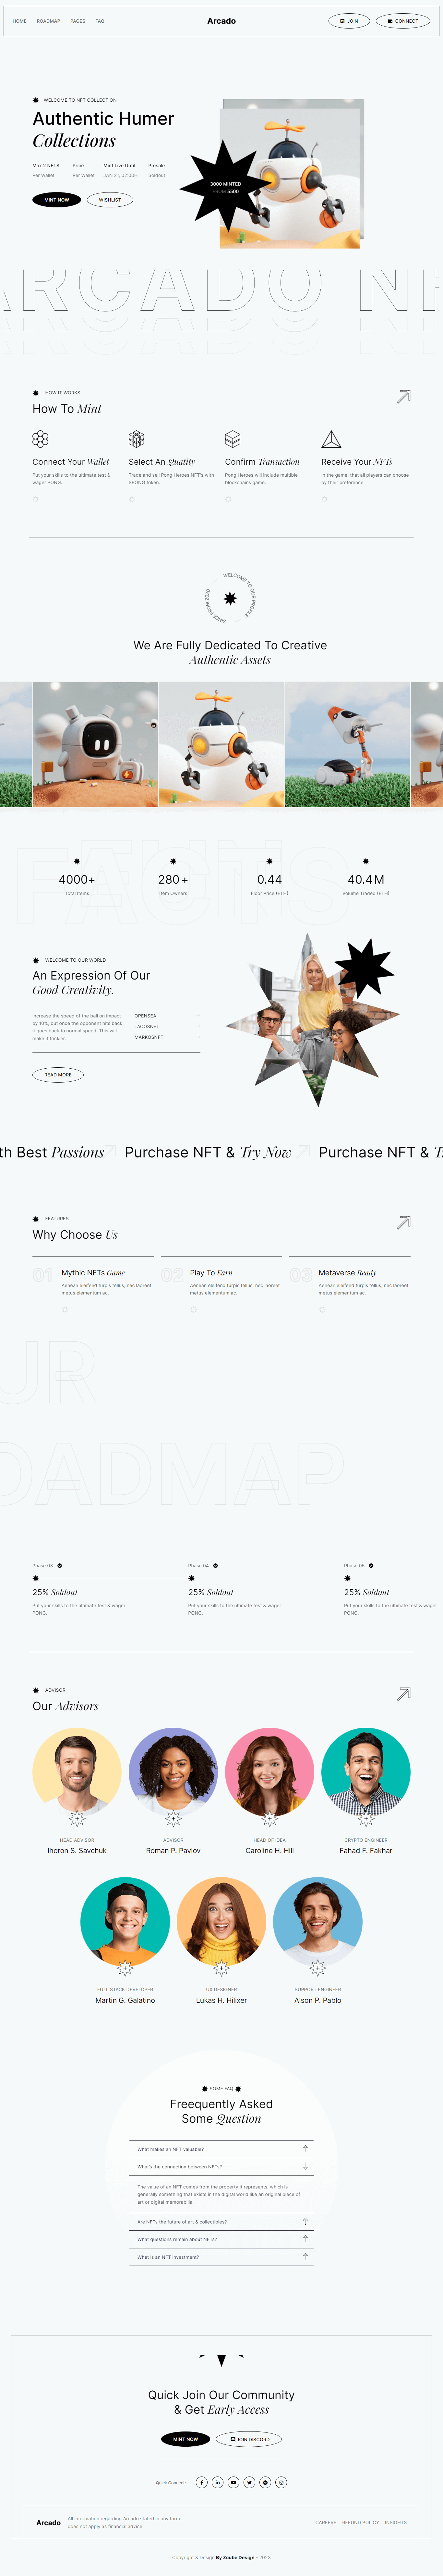 HOME ROADMAP PAGES FAQ
Arcado
JOIN CONNECT
WELCOME TO NFT COLLECTION
Authentic Humer
Collections
Max 2 NFTS Price Mint Live Until Presale
Per Wallet Per Wallet JAN 21, 02:00H Soldout
MINT NOW WISHLIST
3000 MINTED
FROM 5500
ARCADO NF
HOW IT WORKS
How To Mint
Connect Your Wallet
Put your skills to the ultimate test &
wager PONG.
Select An Quatity
Trade and sell Pong Heroes NFT's with
$PONG token.
Confirm Transaction
Pong Heroes will include multible
blockchains game.
Receive Your NFTs
In the game, that all players can choose
by their preference.
WELCOME TO OUR PROFILE
SINCE FROM 2020
We Are Fully Dedicated To Creative
Authentic Assets
FACTS
4000+ 280+ 0.44 40.4M
Total Items Item Owners Floor Price (ETH) Volume Traded (ETH)
WELCOME TO OUR WORLD
An Expression Of Our
Good Creativity.
Increase the speed of the ball on impact
by 10%, but once the opponent hits back,
it goes back to normal speed. This will
make it trickier.
OPENSEA
TACOSNFT
MARKOSNFT
READ MORE
th Best Passions Purchase NFT & Try Now Purchase NFT & T
FEATURES
Why Choose Us
01 Mythic NFTs Game
Aenean eleifend turpis tellus, nec laoreet
metus elementum ac.
02 Play To Earn
Aenean eleifend turpis tellus, nec laoreet
metus elementum ac.
03 Metaverse Ready
Aenean eleifend turpis tellus, nec laoreet
metus elementum ac.
UR
OADMAP
Phase 03 Phase 04 Phase 05
25% Soldout 25% Soldout 25% Soldout
Put your skills to the ultimate test & wager
PONG.
Put your skills to the ultimate test & wager
PONG.
Put your skills to the ultimate test & wager
PONG.
ADVISOR
Our Advisors
HEAD ADVISOR ADVISOR HEAD OF IDEA CRYPTO ENGINEER
Ihoron S. Savchuk Roman P. Pavlov Caroline H. Hill Fahad F. Fakhar
FULL STACK DEVELOPER UX DESIGNER SUPPORT ENGINEER
Martin G. Galatino Lukas H. Hilixer Alson P. Pablo
SOME FAQ
Freequently Asked
Some Question
What makes an NFT valuable?
What's the connection between NFTs?
The value of an NFT comes from the property it represents, which is
generally something that exists in the digital world like an original piece of
art or digital memorabilia.
Are NFTs the future of art & collectibles?
What questions remain about NFTs?
What is an NFT investment?
Quick Join Our Community
& Get Early Access
MINT NOW JOIN DISCORD
Quick Connect:
Arcado
All information regarding Arcado stated in any form
does not apply as financial advice.
CAREERS REFUND POLICY INSIGHTS
Copyright & Design By Zcube Design - 2023